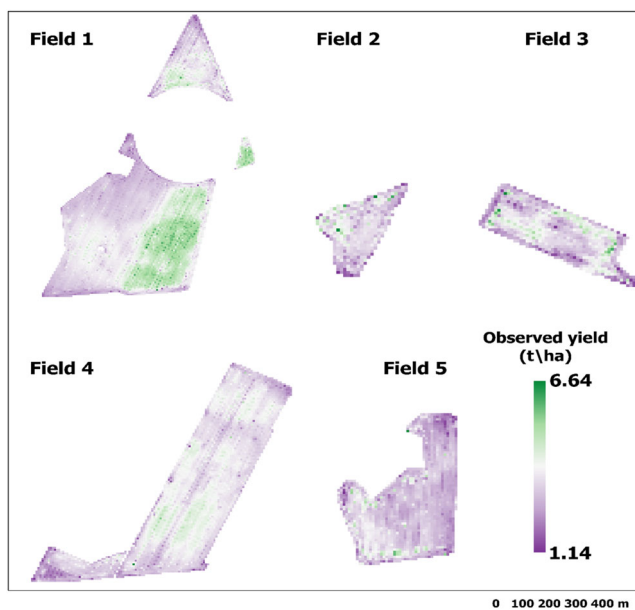 Field 1
Field 2
Field 3
Field 4
Field 5
Observed yield
(t\ha)
6.64
1.14
0 100 200 300 400 m